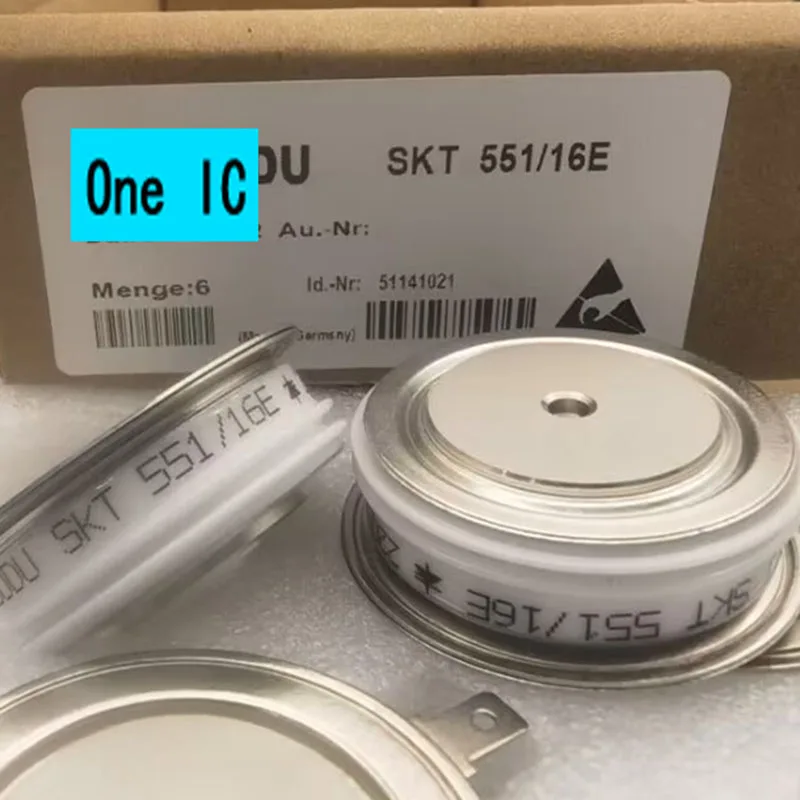 One IC
DU SKT 551/16E
Au.-Nr:
Menge:6 Id.-Nr: 51141021
Germany)
SKT 551/16E
SKT 551/16E